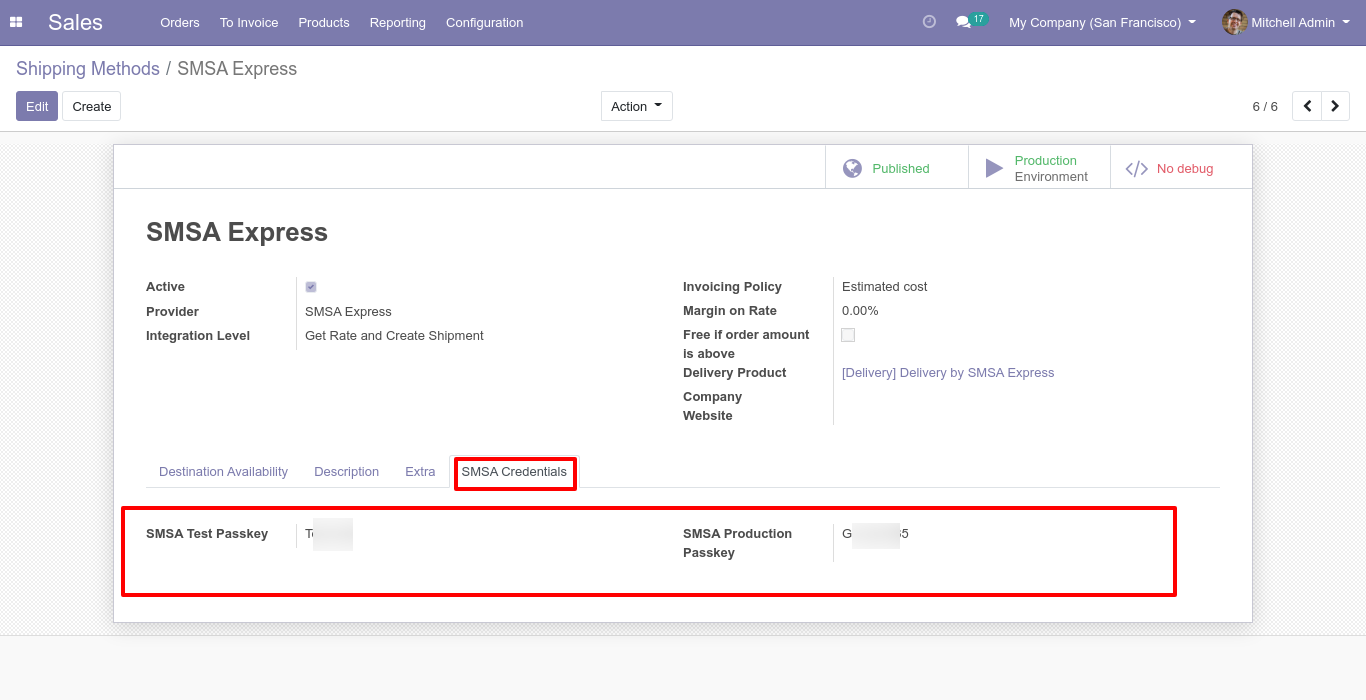 Sales Orders To Invoice Products Reporting Configuration 17 My Company (San Francisco) Mitchell Admin
Shipping Methods / SMSA Express
Edit Create Action 6 / 6
Published
Production
Environment
No debug
SMSA Express
Active
Provider SMSA Express
Integration Level Get Rate and Create Shipment
Invoicing Policy Estimated cost
Margin on Rate 0.00%
Free if order amount
is above
Delivery Product [Delivery] Delivery by SMSA Express
Company
Website
Destination Availability Description Extra SMSA Credentials
SMSA Test Passkey
SMSA Production
Passkey